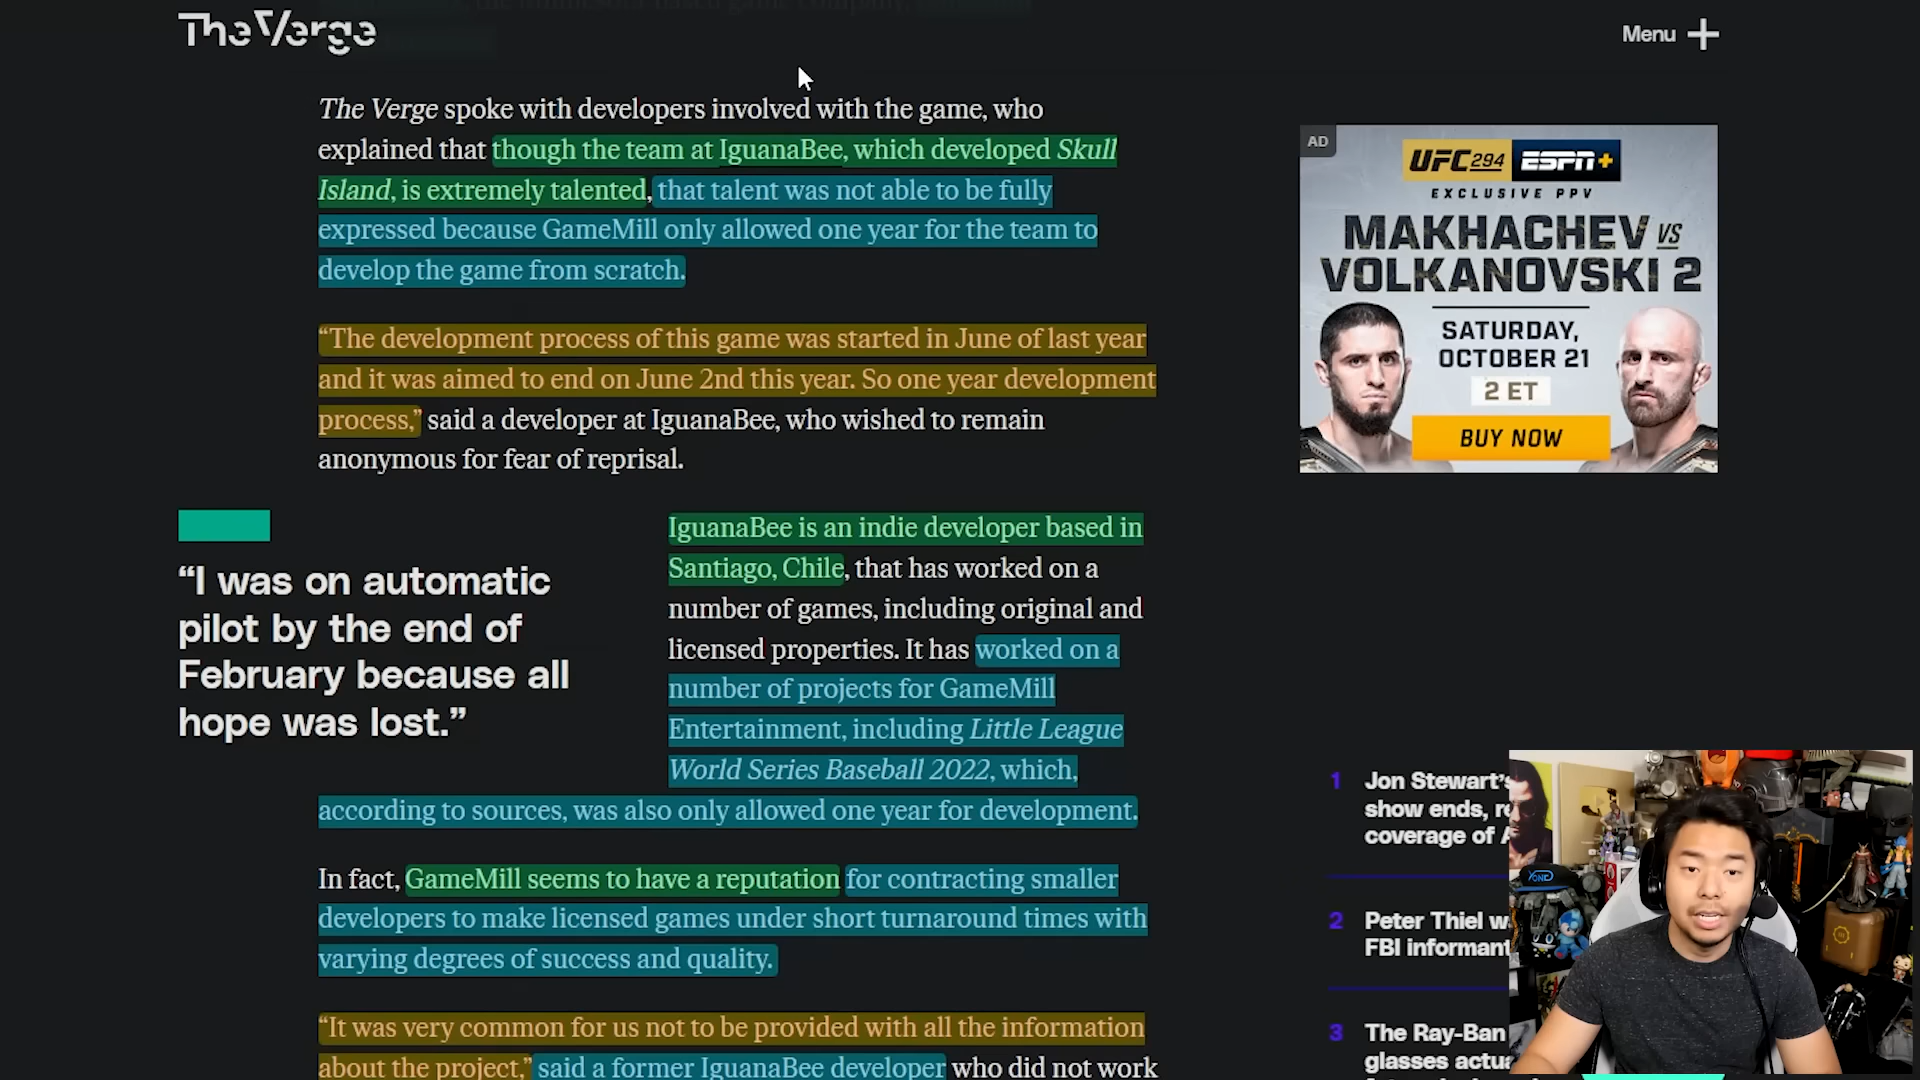 The Verge
Menu
The Verge spoke with developers involved with the game, who
explained that though the team at IguanaBee, which developed Skull
Island, is extremely talented, that talent was not able to be fully
expressed because GameMill only allowed one year for the team to
develop the game from scratch.
“The development process of this game was started in June of last year
and it was aimed to end on June 2nd this year. So one year development
process,” said a developer at IguanaBee, who wished to remain
anonymous for fear of reprisal.
“I was on automatic
pilot by the end of
February because all
hope was lost.”
IguanaBee is an indie developer based in
Santiago, Chile, that has worked on a
number of games, including original and
licensed properties. It has worked on a
number of projects for GameMill
Entertainment, including Little League
World Series Baseball 2022, which,
according to sources, was also only allowed one year for development.
In fact, GameMill seems to have a reputation for contracting smaller
developers to make licensed games under short turnaround times with
varying degrees of success and quality.
“It was very common for us not to be provided with all the information
about the project,” said a former IguanaBee developer who did not work
AD
UFC 294 ESPN+
EXCLUSIVE PPV
MAKHACHEV VS
VOLKANOVSKI 2
SATURDAY,
OCTOBER 21
2 ET
BUY NOW
1 Jon Stewart’s
show ends, re
coverage of A
2 Peter Thiel w
FBI informant
3 The Ray-Ban
glasses actua